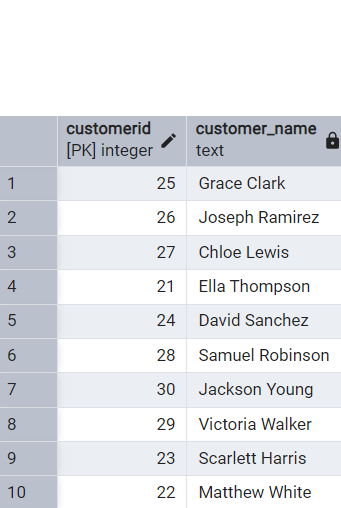 customerid customer_name
[PK] integer text
1 25 Grace Clark
2 26 Joseph Ramirez
3 27 Chloe Lewis
4 21 Ella Thompson
5 24 David Sanchez
6 28 Samuel Robinson
7 30 Jackson Young
8 29 Victoria Walker
9 23 Scarlett Harris
10 22 Matthew White